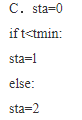 C．sta=0
if t<tmin:
sta=1
else:
sta=2